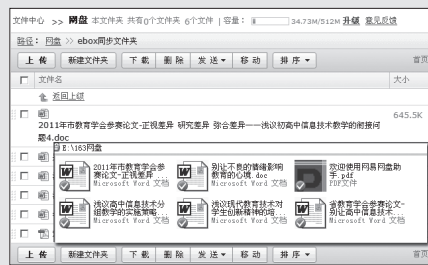 文件中心 >> 网盘 本文件夹 共有0个文件夹 6个文件 | 容量： 34.73M/512M 升级 意见反馈
路径： 网盘 >> ebox同步文件夹
上 传 新建文件夹 下 载 删 除 发 送 移 动 排 序 首页
文件名 大小
返回上级
645.5K
2011年市教育学会参赛论文-正视差异 研究差异 弥合差异——浅议初高中信息技术教学的衔接问
题4.doc
E:\163网盘
2011年市教育学会参
赛论文-正视差异...
Microsoft Word 文档
别让不良的情绪影响
教育的心境.doc
Microsoft Word 文档
欢迎使用网易网盘助
手.pdf
PDF文件
浅议高中信息技术分
组教学的实施策略...
Microsoft Word 文档
浅议现代教育技术对
学生创新精神的培...
Microsoft Word 文档
省教育学会参赛论文-
别让高中信息技术...
Microsoft Word 文档
上 传 新建文件夹 下 载 删 除 发 送 移 动 排 序 首页